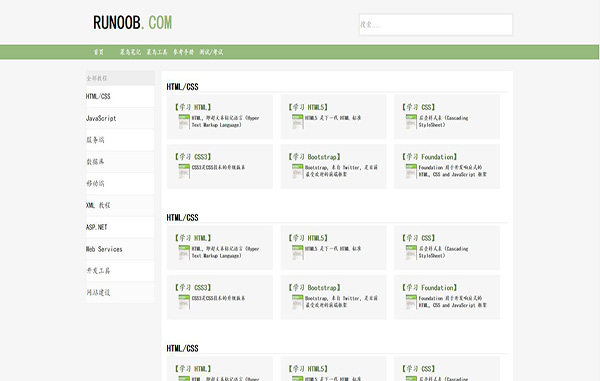 RUNOOB.COM
搜索....
首页 菜鸟笔记 菜鸟工具 参考手册 测试/考试
全部教程
HTML/CSS
JavaScript
服务端
数据库
移动端
XML 教程
ASP.NET
Web Services
开发工具
网站建设
HTML/CSS
【学习 HTML】
HTML, 即超文本标记语言 (Hyper
Text Markup Language)
【学习 HTML5】
HTML5 是下一代 HTML 标准
【学习 CSS】
层叠样式表 (Cascading
StyleSheet)
【学习 CSS3】
CSS3是CSS技术的升级版本
【学习 Bootstrap】
Bootstrap, 来自 Twitter, 是目前
最受欢迎的前端框架
【学习 Foundation】
Foundation 用于开发响应式的
HTML, CSS and JavaScript 框架
HTML/CSS
【学习 HTML】
HTML, 即超文本标记语言 (Hyper
Text Markup Language)
【学习 HTML5】
HTML5 是下一代 HTML 标准
【学习 CSS】
层叠样式表 (Cascading
StyleSheet)
【学习 CSS3】
CSS3是CSS技术的升级版本
【学习 Bootstrap】
Bootstrap, 来自 Twitter, 是目前
最受欢迎的前端框架
【学习 Foundation】
Foundation 用于开发响应式的
HTML, CSS and JavaScript 框架
HTML/CSS
【学习 HTML】
HTML, 即超文本标记语言 (Hyper
【学习 HTML5】
HTML5 是下一代 HTML 标准
【学习 CSS】
层叠样式表 (Cascading